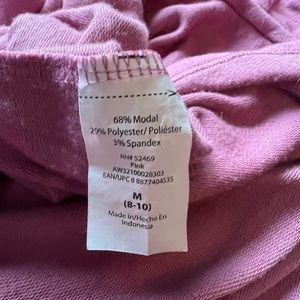 68% Modal
29% Polyester/ Poliéster
3% Spandex
RN# 52469
Pink
AW32100028303
EAN/UPC 8 8877404535
M
(8-10)
Made in/Hecho En
Indonesia